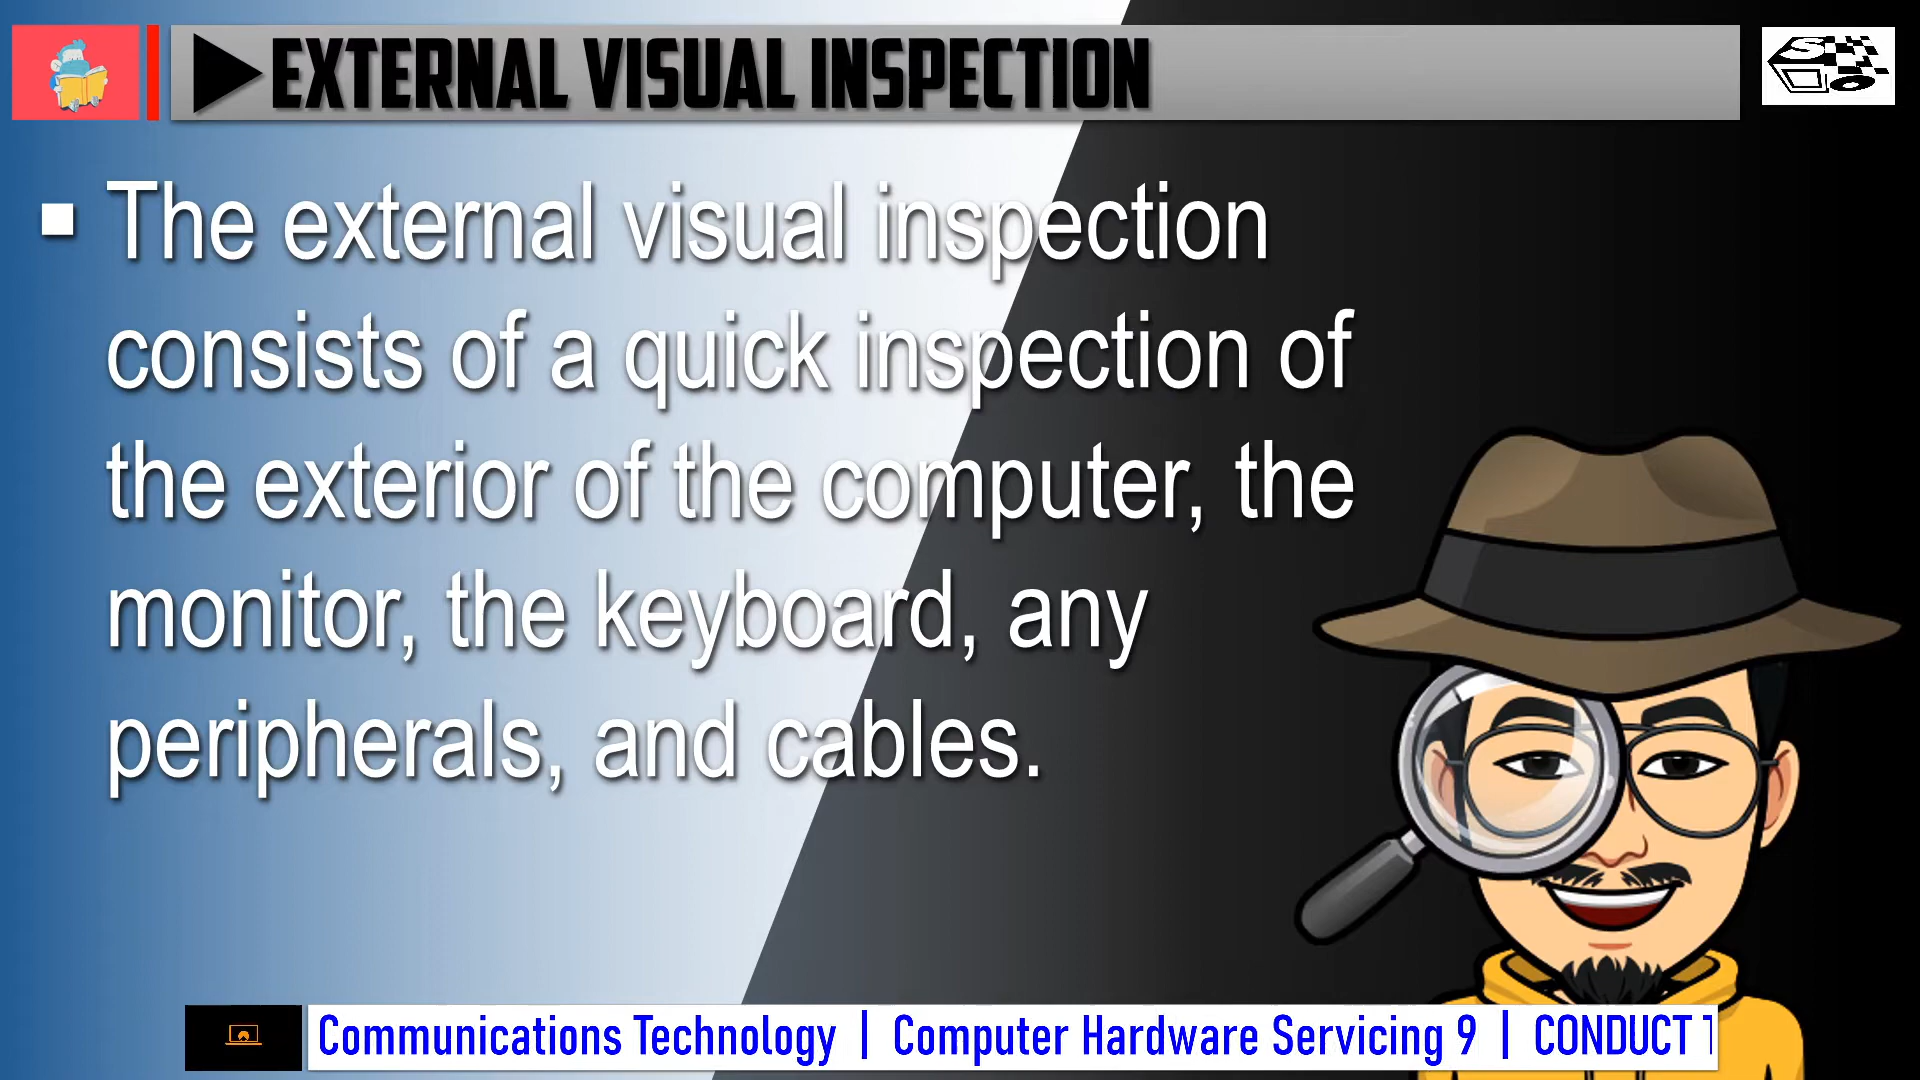 EXTERNAL VISUAL INSPECTION
The external visual inspection
consists of a quick inspection of
the exterior of the computer, the
monitor, the keyboard, any
peripherals, and cables.
Communications Technology | Computer Hardware Servicing 9 | CONDUCT